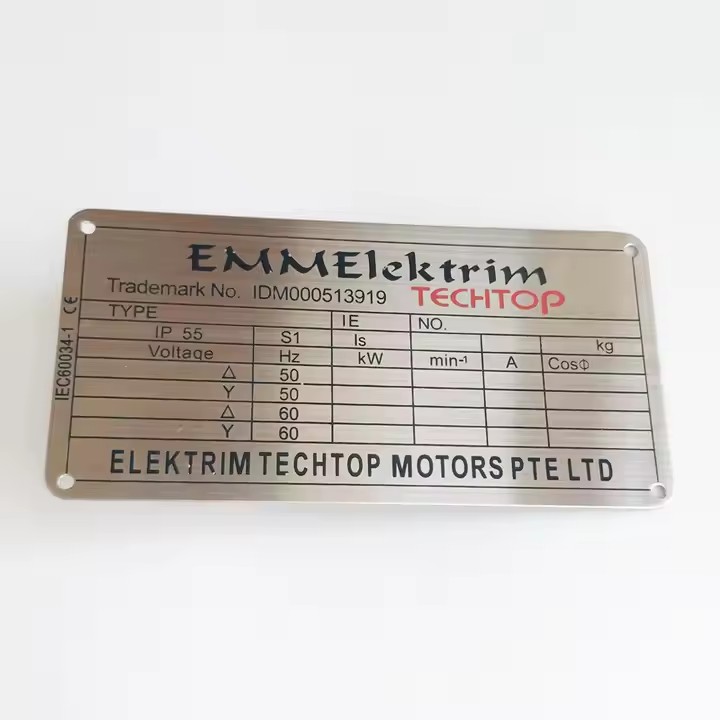 EMMElektrim
Trademark No. IDM000513919 TECHTOP
TYPE IE NO.
IP 55 S1 Is kg
Voltage Hz kW min-1 A CosΦ
Δ 50
Y 50
Δ 60
Y 60
ELEKTRIM TECHTOP MOTORS PTE LTD
IEC60034-1 CE